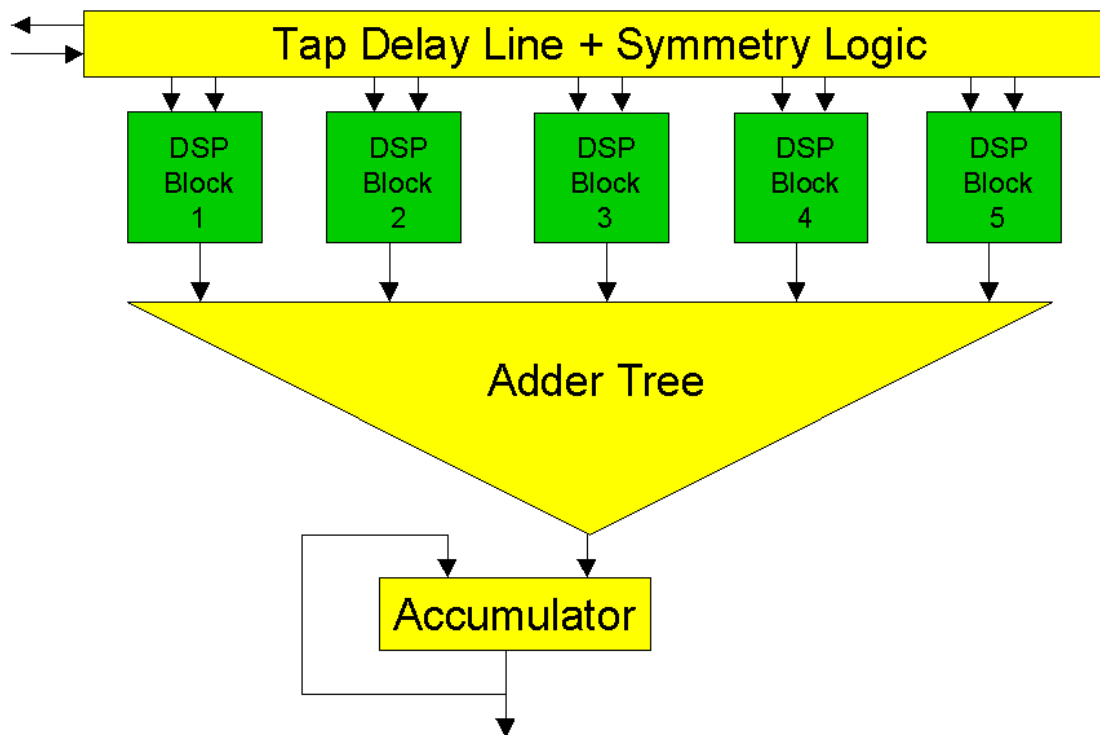 Tap Delay Line + Symmetry Logic
DSP
Block
1
DSP
Block
2
DSP
Block
3
DSP
Block
4
DSP
Block
5
Adder Tree
Accumulator